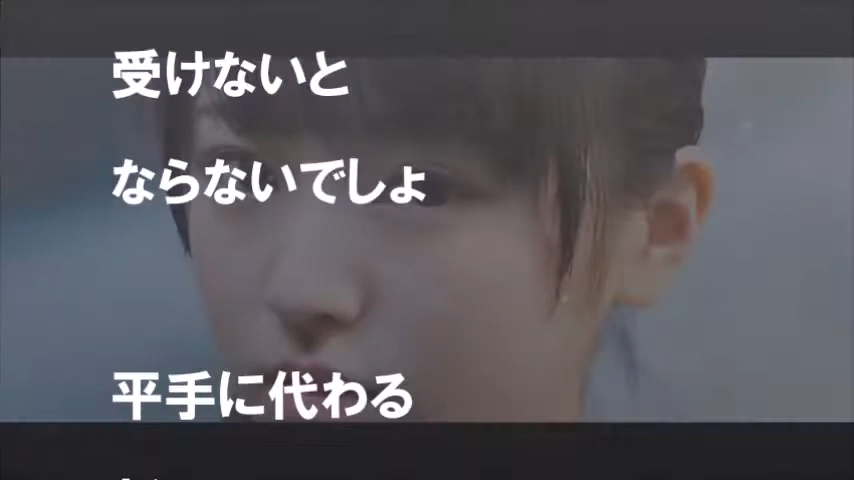 受けないと
ならないでしょ
平手に代わる